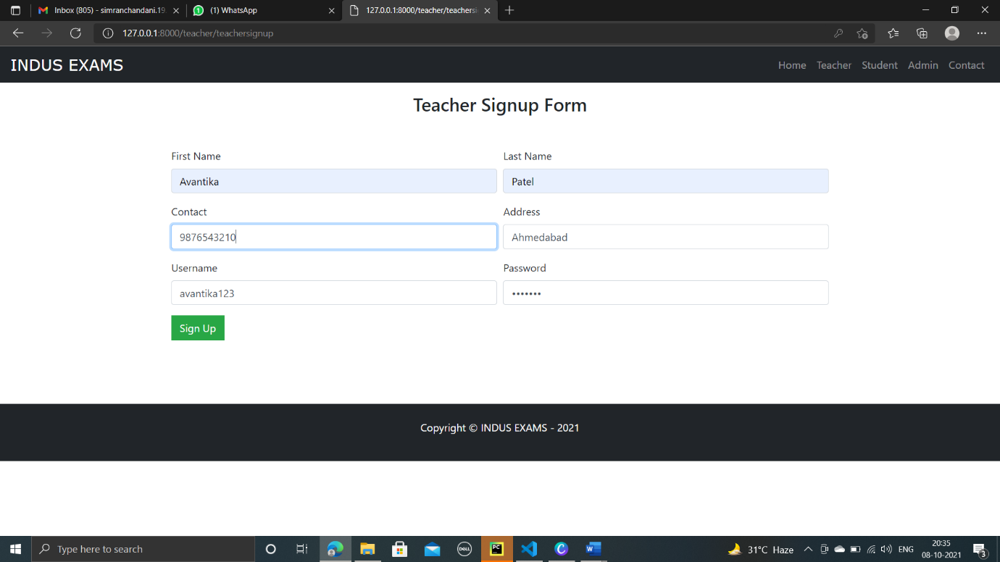 Inbox (805) - simranchandani.19
(1) WhatsApp
127.0.0.1:8000/teacher/teachersi
127.0.0.1:8000/teacher/teachersignup
INDUS EXAMS
Home Teacher Student Admin Contact
Teacher Signup Form
First Name Last Name
Avantika Patel
Contact Address
9876543210 Ahmedabad
Username Password
avantika123 •••••••
Sign Up
Copyright © INDUS EXAMS - 2021
Type here to search
DELL
PC
W
31°C Haze
ENG
20:35
08-10-2021
3